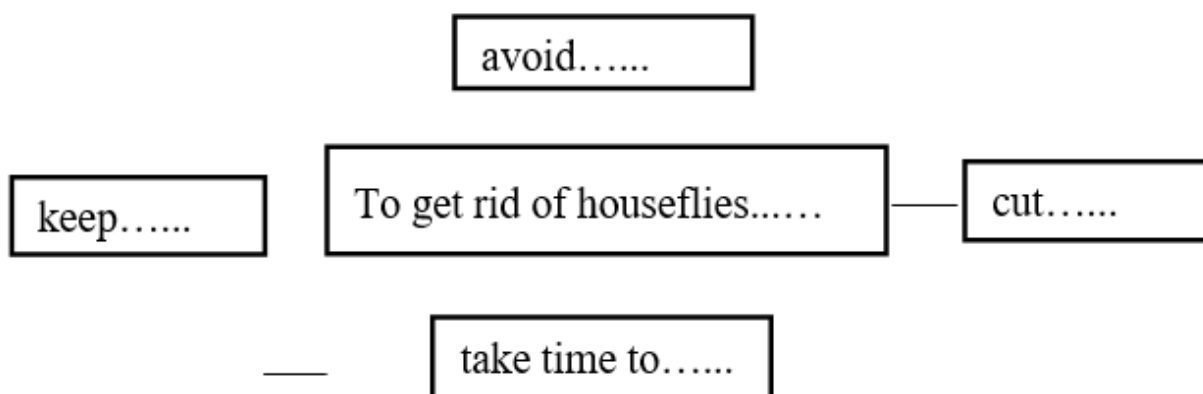 avoid…...
keep…...
To get rid of houseflies...…
cut…...
take time to…...